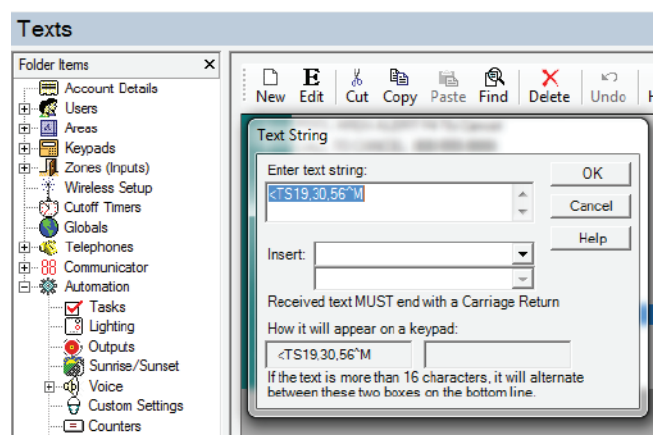 Texts
Folder Items
Account Details
Users
Areas
Keypads
Zones (Inputs)
Wireless Setup
Cutoff Timers
Globals
Telephones
88 Communicator
Automation
Tasks
Lighting
Outputs
Sunrise/Sunset
Voice
Custom Settings
Counters
New Edit Cut Copy Paste Find Delete Undo
Text String
Enter text string:
<TS19,30,56^M
OK
Cancel
Help
Insert:
Received text MUST end with a Carriage Return
How it will appear on a keypad:
<TS19,30,56^M
If the text is more than 16 characters, it will alternate
between these two boxes on the bottom line.